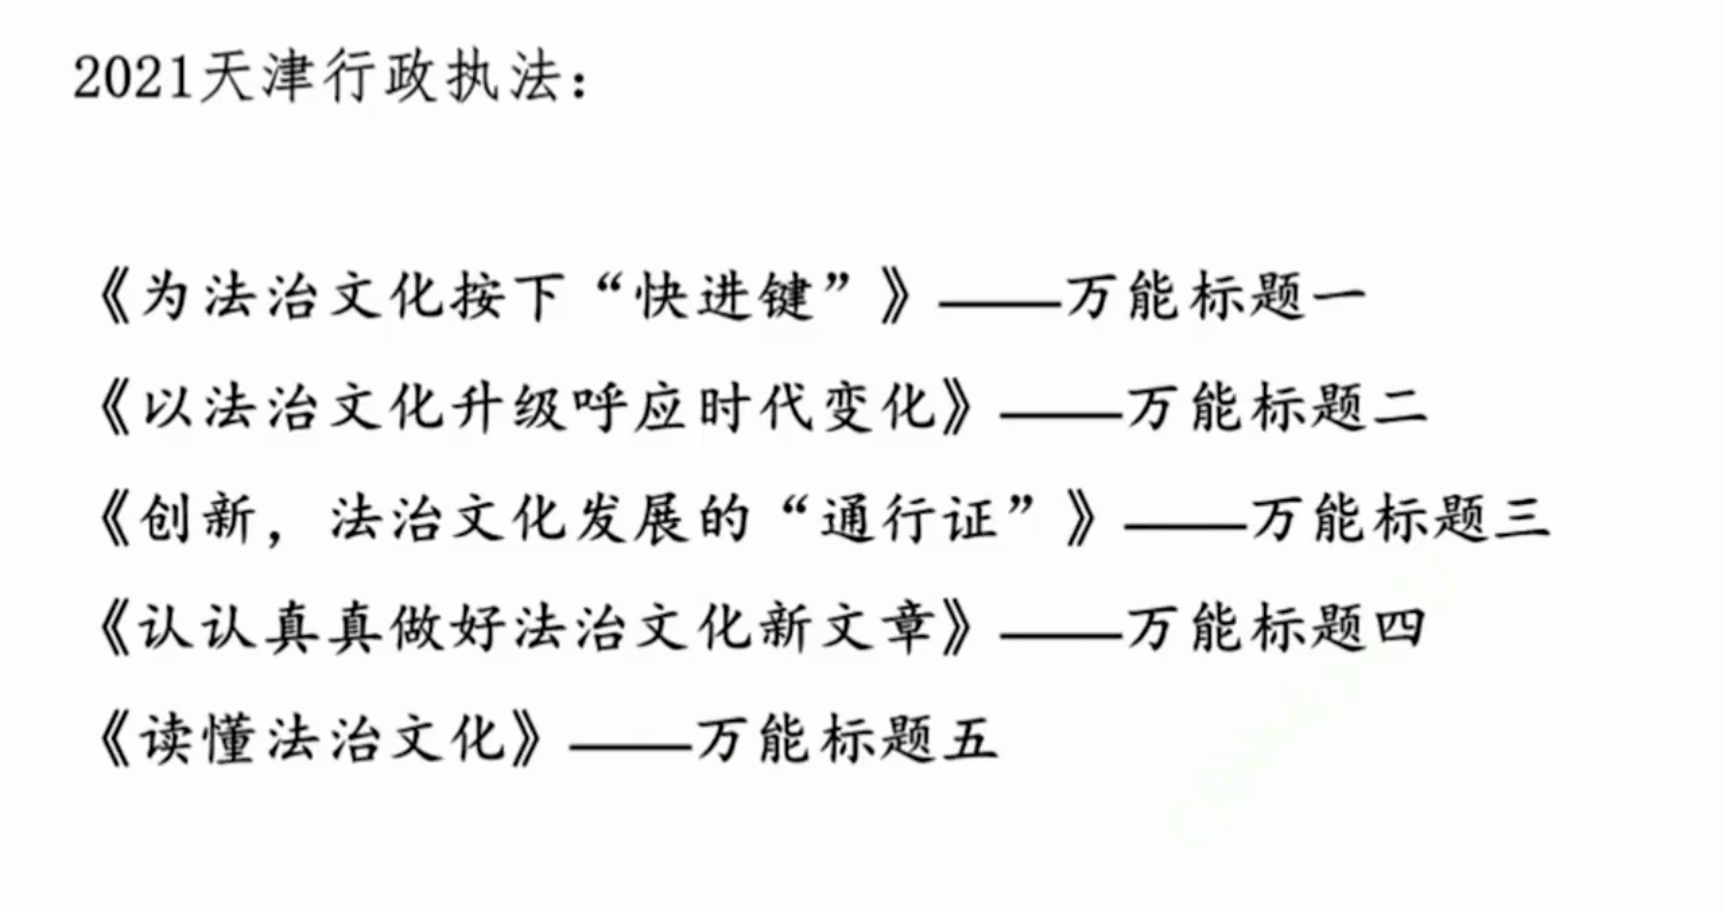 2021天津行政执法：
《为法治文化按下“快进键”》——万能标题一
《以法治文化升级呼应时代变化》——万能标题二
《创新，法治文化发展的“通行证”》——万能标题三
《认认真真做好法治文化新文章》——万能标题四
《读懂法治文化》——万能标题五